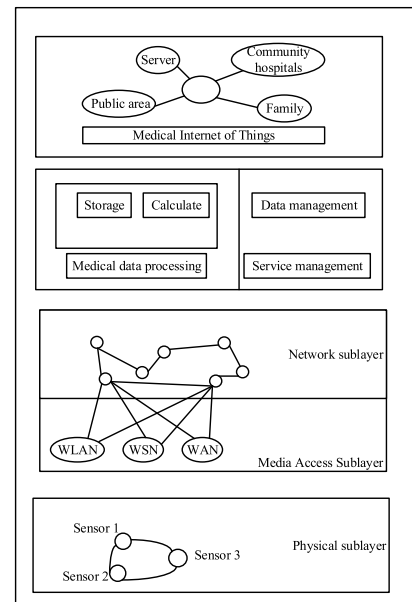 Server
Community
hospitals
Public area
Family
Medical Internet of Things
Storage
Calculate
Data management
Medical data processing
Service management
Network sublayer
WLAN
WSN
WAN
Media Access Sublayer
Sensor 1
Sensor 3
Physical sublayer
Sensor 2